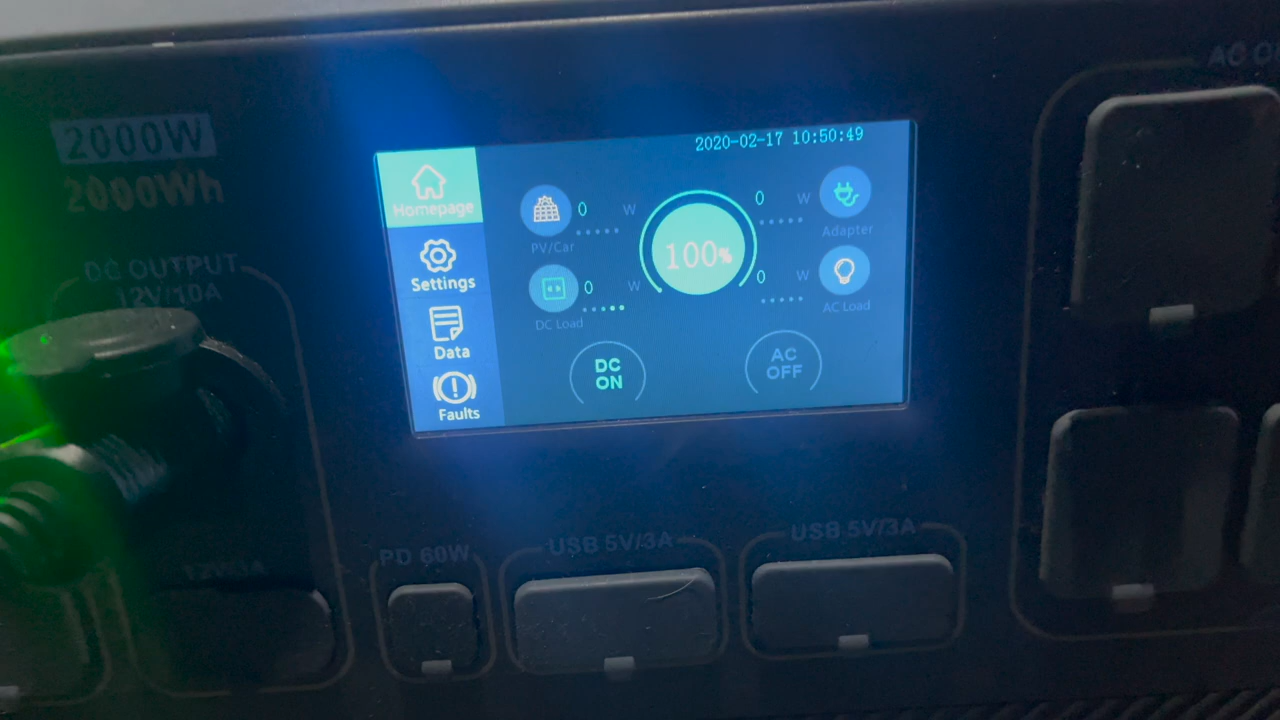 2000W
2000Wh
DC OUTPUT
12V/10A
PD 60W
USB 5V/3A
USB 5V/3A
2020-02-17 10:50:49
Homepage
Settings
Data
Faults
0 W
PV/Car
0 W
DC Load
100%
0 W
Adapter
0 W
AC Load
DC
ON
AC
OFF
AC